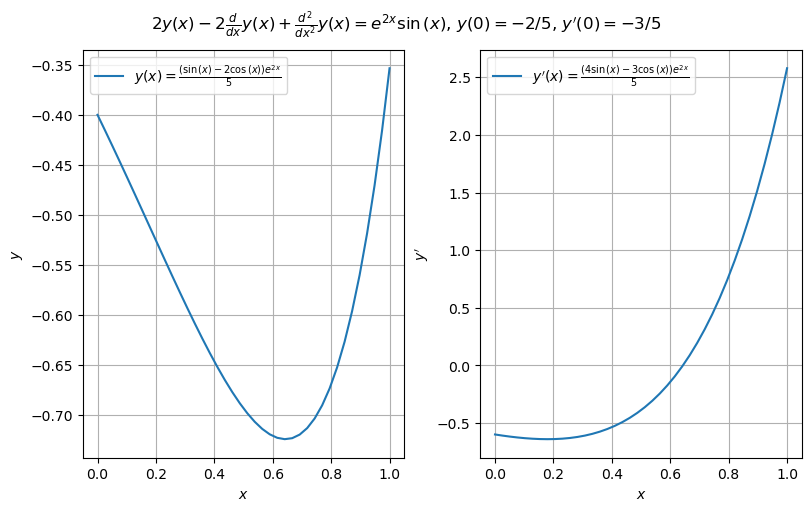 2y(x) − 2 d/dx y(x) + d²/dx² y(x) = e^{2x} sin(x), y(0) = −2/5, y′(0) = −3/5
y(x) = (sin(x) − 2cos(x))e^{2x}/5
−0.35
−0.40
−0.45
−0.50
−0.55
−0.60
−0.65
−0.70
y
0.0 0.2 0.4 0.6 0.8 1.0
x
y′(x) = (4sin(x) − 3cos(x))e^{2x}/5
2.5
2.0
1.5
1.0
0.5
0.0
−0.5
y′
0.0 0.2 0.4 0.6 0.8 1.0
x